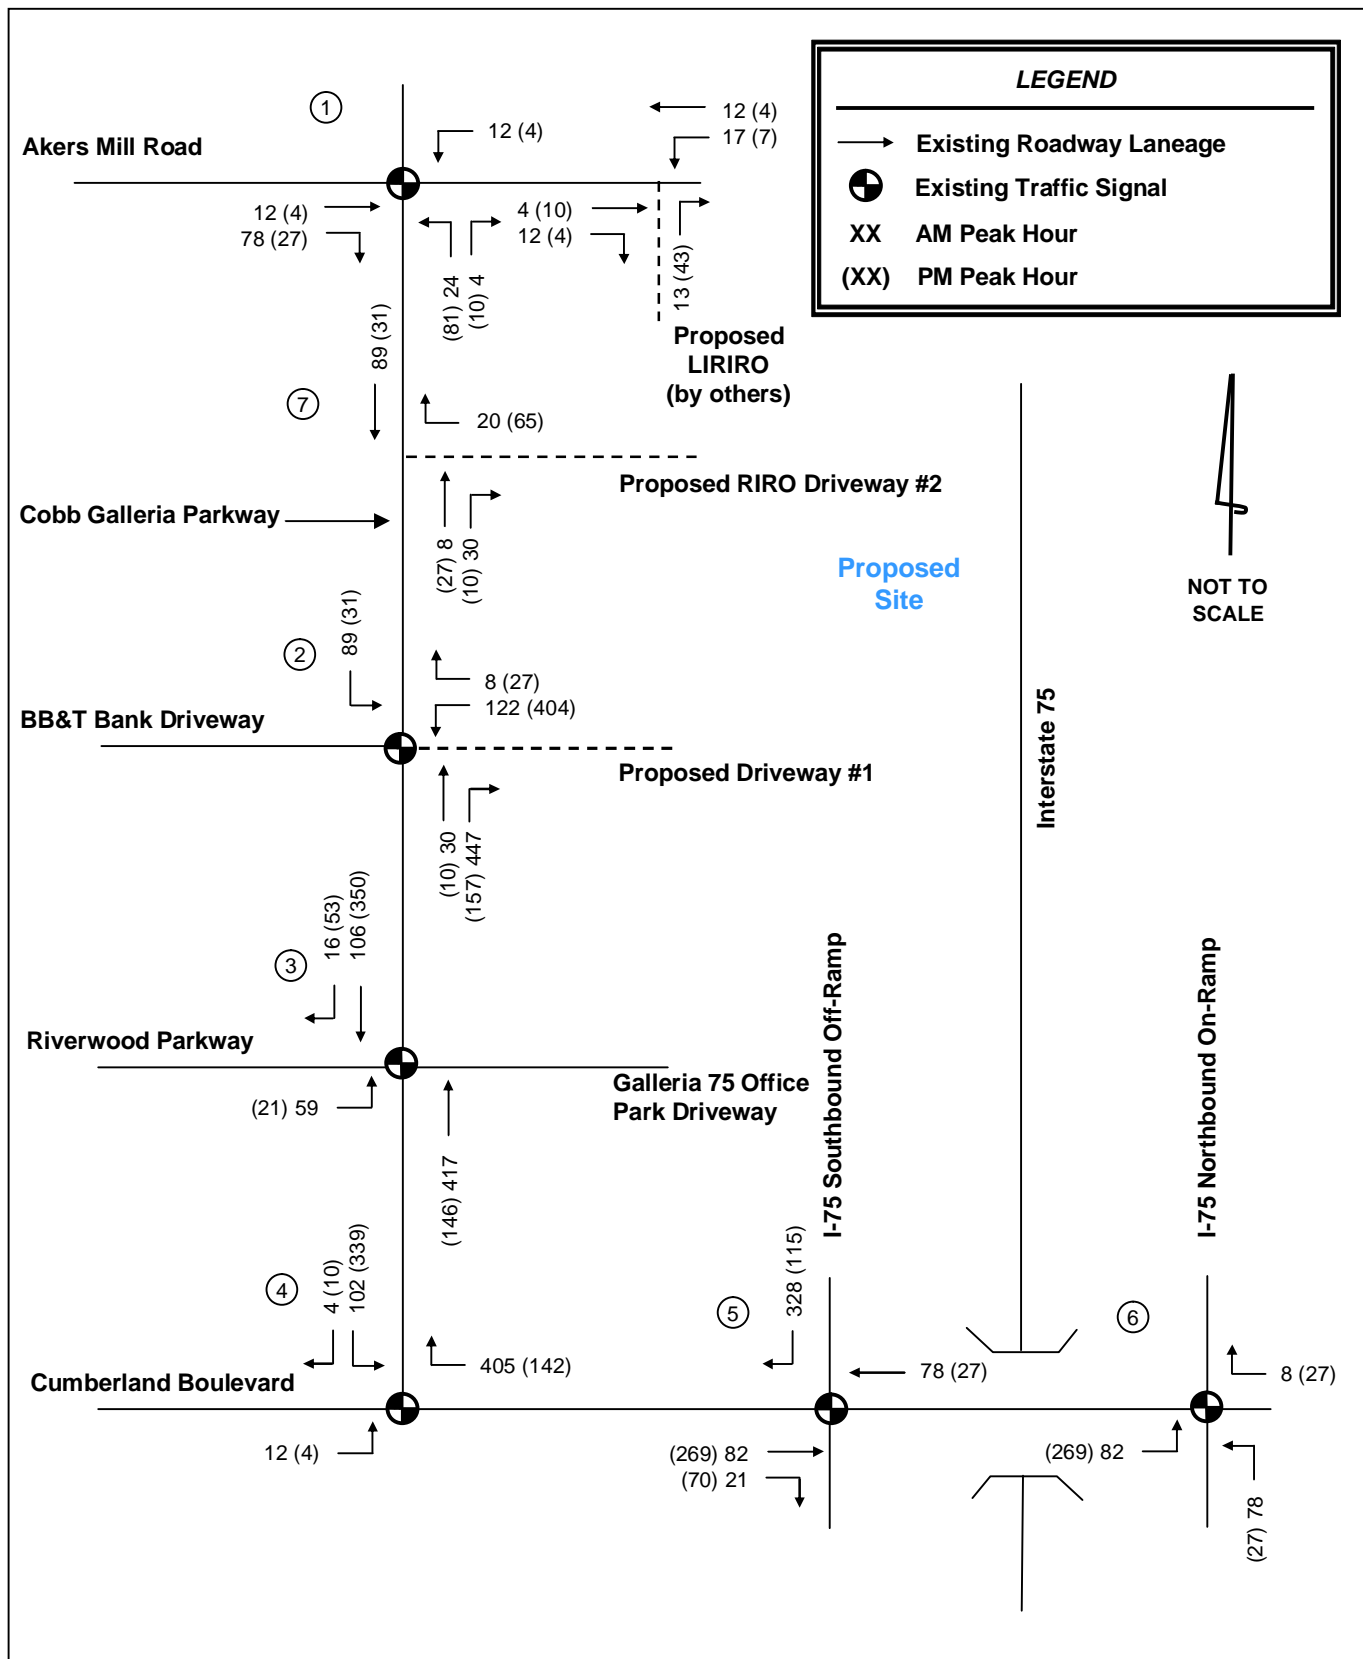 LEGEND
Existing Roadway Laneage
Existing Traffic Signal
XX AM Peak Hour
(XX) PM Peak Hour
1
Akers Mill Road
12 (4)
12 (4)
17 (7)
12 (4)
78 (27)
4 (10)
12 (4)
(81) 24
(10) 4
13 (43)
Proposed
LIRIRO
(by others)
89 (31)
7
20 (65)
Proposed RIRO Driveway #2
Cobb Galleria Parkway
(27) 8
(10) 30
Proposed
Site
NOT TO
SCALE
89 (31)
2
8 (27)
122 (404)
BB&T Bank Driveway
Proposed Driveway #1
Interstate 75
(10) 30
(157) 447
16 (53)
106 (350)
3
Riverwood Parkway
Galleria 75 Office
Park Driveway
(21) 59
(146) 417
I-75 Southbound Off-Ramp
I-75 Northbound On-Ramp
4 (10)
102 (339)
4
328 (115)
5
6
405 (142)
78 (27)
8 (27)
Cumberland Boulevard
12 (4)
(269) 82
(70) 21
(269) 82
(27) 78